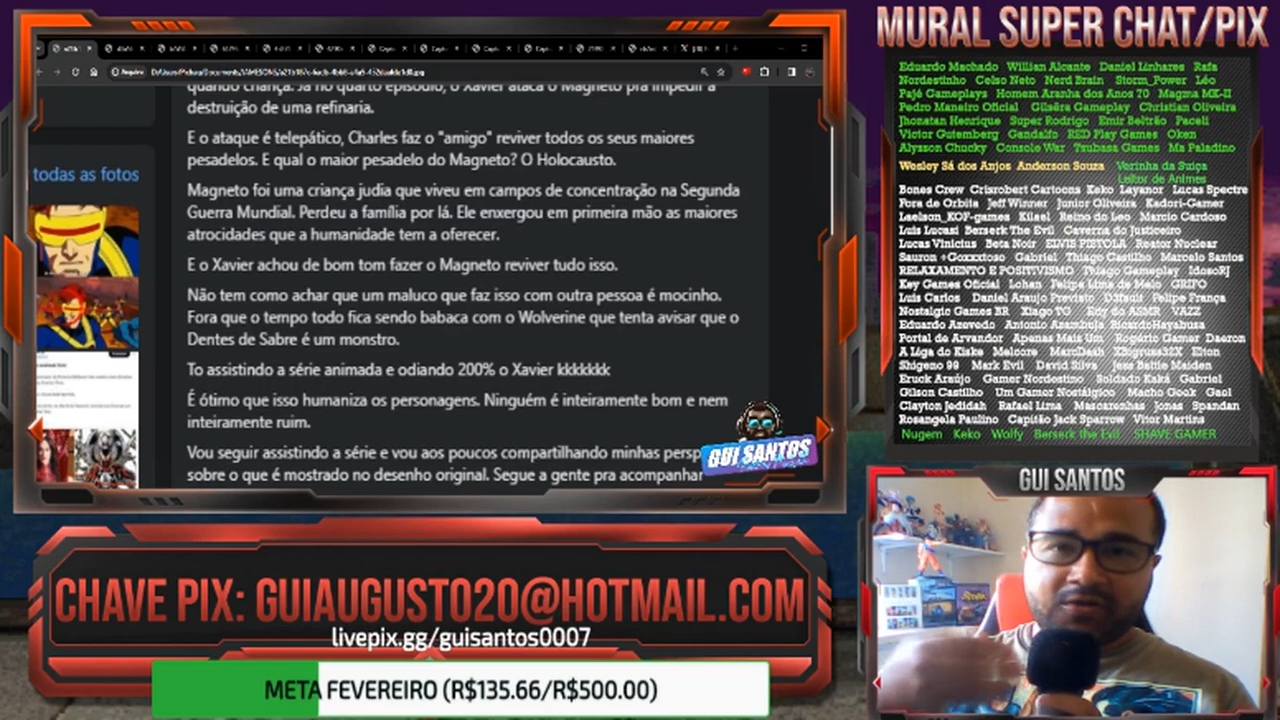 MURAL SUPER CHAT/PIX
Eduardo Machado Willian Alcante Daniel Linhares Rafa
Nordestinho Celso Neto Nerd Brain Storm_Power Léo
Pajé Gameplays Homem Aranha dos Anos 70 Magma MK-II
Pedro Maneiro Oficial Gilsêra Gameplay Christian Oliveira
Jhonatan Henrique Super Rodrigo Emir Beltrão Paceli
Victor Gutemberg Gandalfo RED Play Games Oken
Alysson Chucky Console War Tsubasa Games Ma Paladino
Wesley Sá dos Anjos Anderson Souza Verinha da Suíça
Leitor de Animes
Bones Crew Crisrobert Cartoons Keko Layanor Lucas Spectre
Fora de Orbita Jeff Winner Junior Oliveira Kadori-Gamer
Laelson_KOF-games Kilael Reino do Leo Marcio Cardoso
Luis Lucasi Berserk The Evil Caverna do Justiceiro
Lucas Vinicius Beta Noir ELVIS PISTOLA Reator Nuclear
Sauron +Goxxxtoso Gabriel Thiago Castilho Marcelo Santos
RELAXAMENTO E POSITIVISMO Thiago Gameplay IdosoRJ
Key Games Oficial Lohan Felipe Lima de Melo GRIFO
Luis Carlos Daniel Araujo Previsto D3fault Felipe França
Nostalgic Games BR Xiago TG Edy do ASMR VAZZ
Eduardo Azevedo Antonio Azambuja RicardoHayabusa
Portal de Arvandor Apenas Mais Um Rogério Gamer Daeron
A Liga do Kiske Melcore MarcDash Elton
Shigeno 99 Mark Evil David Silva Jess Battle Maiden
Eruck Araújo Gamer Nordestino Soldado Kaká Gabriel
Gilson Castilho Um Gamer Nostálgico Macho Geek Gael
Clayton Jedidah Rafael Lima Mascarenhas Jonas Spandan
Rosangela Paulino Capitão Jack Sparrow Vitor Martins
Nugem Keko Wolfy Berserk the Evil SHAVE GAMER
todas as fotos
quando criança. Já no quarto episódio, o Xavier ataca o Magneto pra impedir a
destruição de uma refinaria.
E o ataque é telepático, Charles faz o "amigo" reviver todos os seus maiores
pesadelos. E qual o maior pesadelo do Magneto? O Holocausto.
Magneto foi uma criança judia que viveu em campos de concentração na Segunda
Guerra Mundial. Perdeu a família por lá. Ele enxergou em primeira mão as maiores
atrocidades que a humanidade tem a oferecer.
E o Xavier achou de bom tom fazer o Magneto reviver tudo isso.
Não tem como achar que um maluco que faz isso com outra pessoa é mocinho.
Fora que o tempo todo fica sendo babaca com o Wolverine que tenta avisar que o
Dentes de Sabre é um monstro.
To assistindo a série animada e odiando 200% o Xavier kkkkkkk
É ótimo que isso humaniza os personagens. Ninguém é inteiramente bom e nem
inteiramente ruim.
Vou seguir assistindo a série e vou aos poucos compartilhando minhas persp
sobre o que é mostrado no desenho original. Segue a gente pra acompanhar
GUI SANTOS
GUI SANTOS
CHAVE PIX: GUIAUGUSTO20@HOTMAIL.COM
livepix.gg/guisantos0007
META FEVEREIRO (R$135.66/R$500.00)